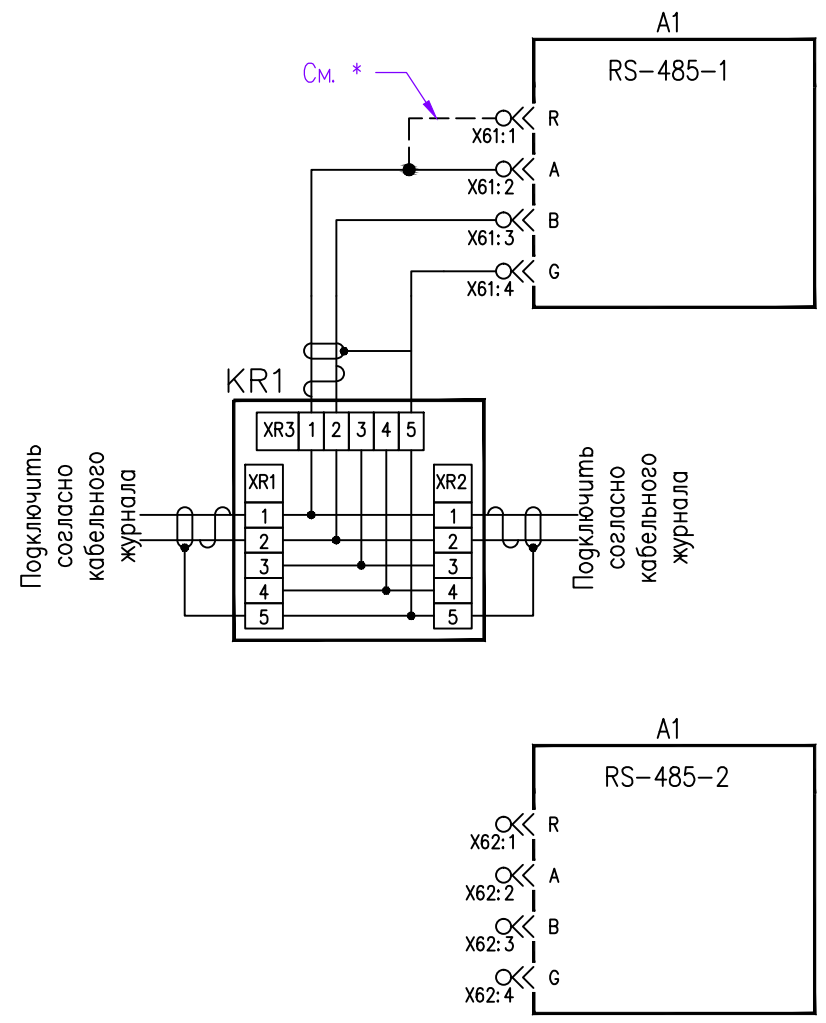 A1
RS-485-1
См. *
R
X61:1
A
X61:2
B
X61:3
G
X61:4
KR1
XR3 1 2 3 4 5
XR1
1
2
3
4
5
XR2
1
2
3
4
5
Подключить
согласно
кабельного
журнала
Подключить
согласно
кабельного
журнала
A1
RS-485-2
R
X62:1
A
X62:2
B
X62:3
G
X62:4